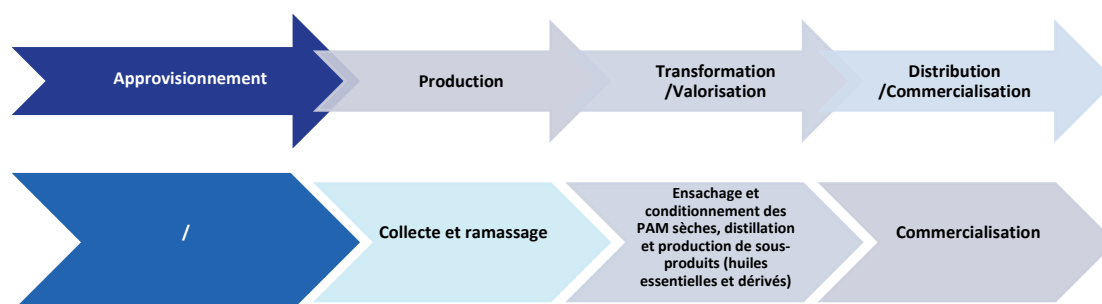 Approvisionnement
Production
Transformation
/Valorisation
Distribution
/Commercialisation
/
Collecte et ramassage
Ensachage et
conditionnement des
PAM sèches, distillation
et production de sous-
produits (huiles
essentielles et dérivés)
Commercialisation